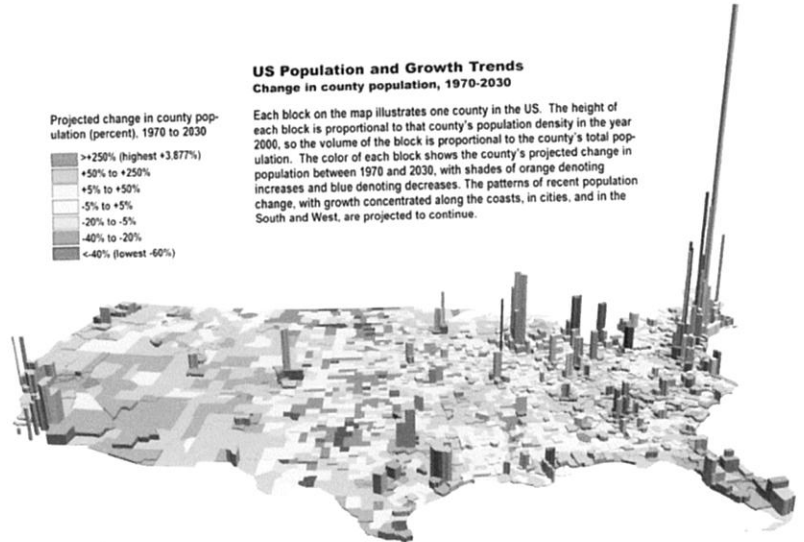 US Population and Growth Trends
Change in county population, 1970-2030
Each block on the map illustrates one county in the US. The height of
each block is proportional to that county's population density in the year
2000, so the volume of the block is proportional to the county's total pop-
ulation. The color of each block shows the county's projected change in
population between 1970 and 2030, with shades of orange denoting
increases and blue denoting decreases. The patterns of recent population
change, with growth concentrated along the coasts, in cities, and in the
South and West, are projected to continue.
Projected change in county pop-
ulation (percent), 1970 to 2030
>+250% (highest +3,877%)
+50% to +250%
+5% to +50%
-5% to +5%
-20% to -5%
-40% to -20%
<-40% (lowest -60%)